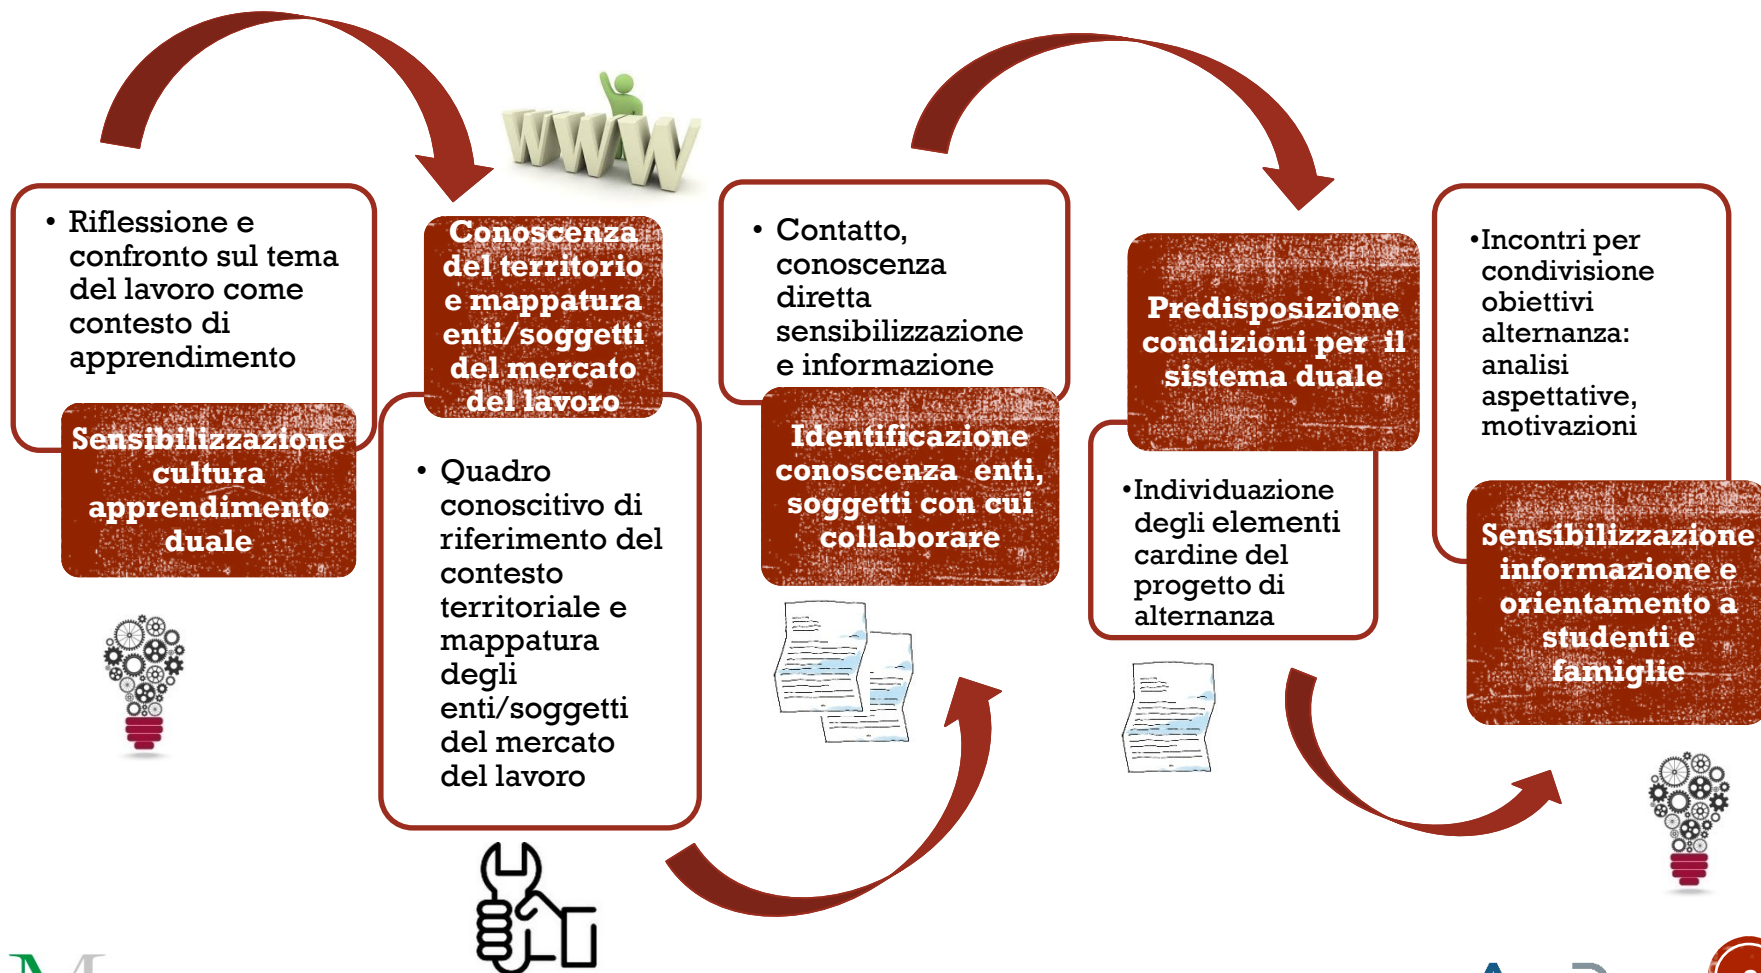 WWW
• Riflessione e
confronto sul tema
del lavoro come
contesto di
apprendimento
Sensibilizzazione
cultura
apprendimento
duale
Conoscenza
del territorio
e mappatura
enti/soggetti
del mercato
del lavoro
• Quadro
conoscitivo di
riferimento del
contesto
territoriale e
mappatura
degli
enti/soggetti
del mercato
del lavoro
• Contatto,
conoscenza
diretta
sensibilizzazione
e informazione
Identificazione
conoscenza enti,
soggetti con cui
collaborare
Predisposizione
condizioni per il
sistema duale
•Individuazione
degli elementi
cardine del
progetto di
alternanza
•Incontri per
condivisione
obiettivi
alternanza:
analisi
aspettative,
motivazioni
Sensibilizzazione
informazione e
orientamento a
studenti e
famiglie